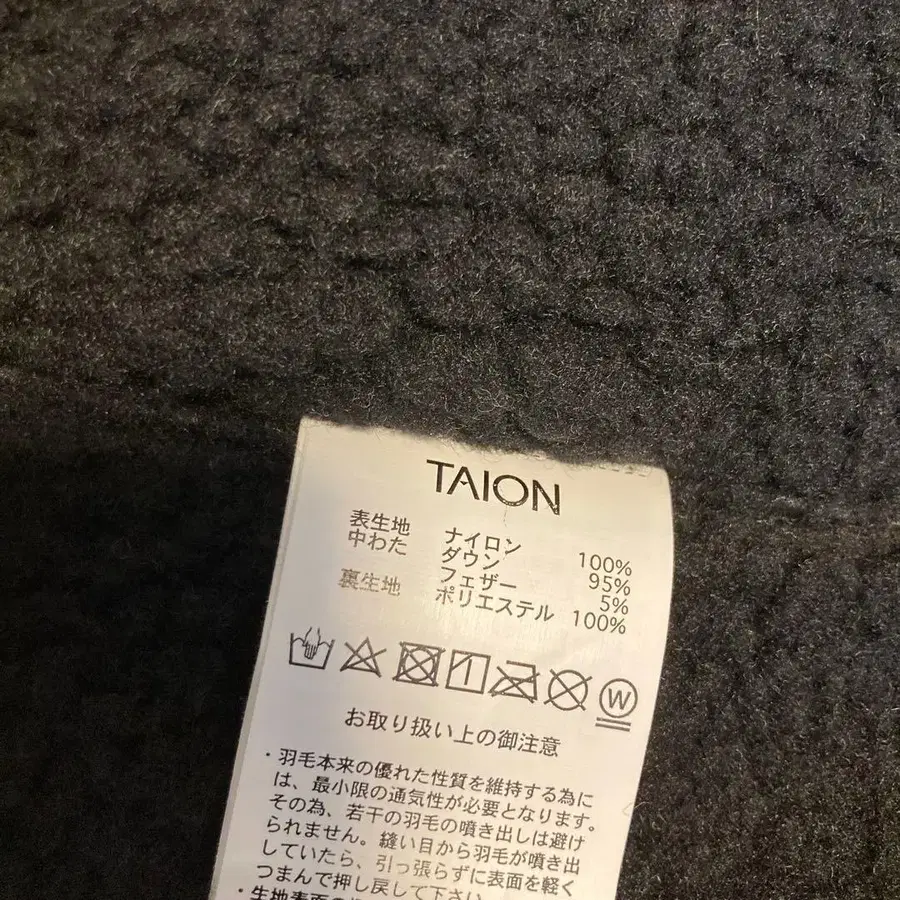 TAION
表生地 ナイロン 100%
中わた ダウン 95%
フェザー 5%
裏生地 ポリエステル 100%
W
お取り扱い上の御注意
・羽毛本来の優れた性質を維持する為に
は、最小限の通気性が必要となります。
その為、若干の羽毛の噴き出しは避け
られません。縫い目から羽毛が噴き出
していたら、引っ張らずに表面を軽く
つまんで押し戻して下さい
・生地表面の